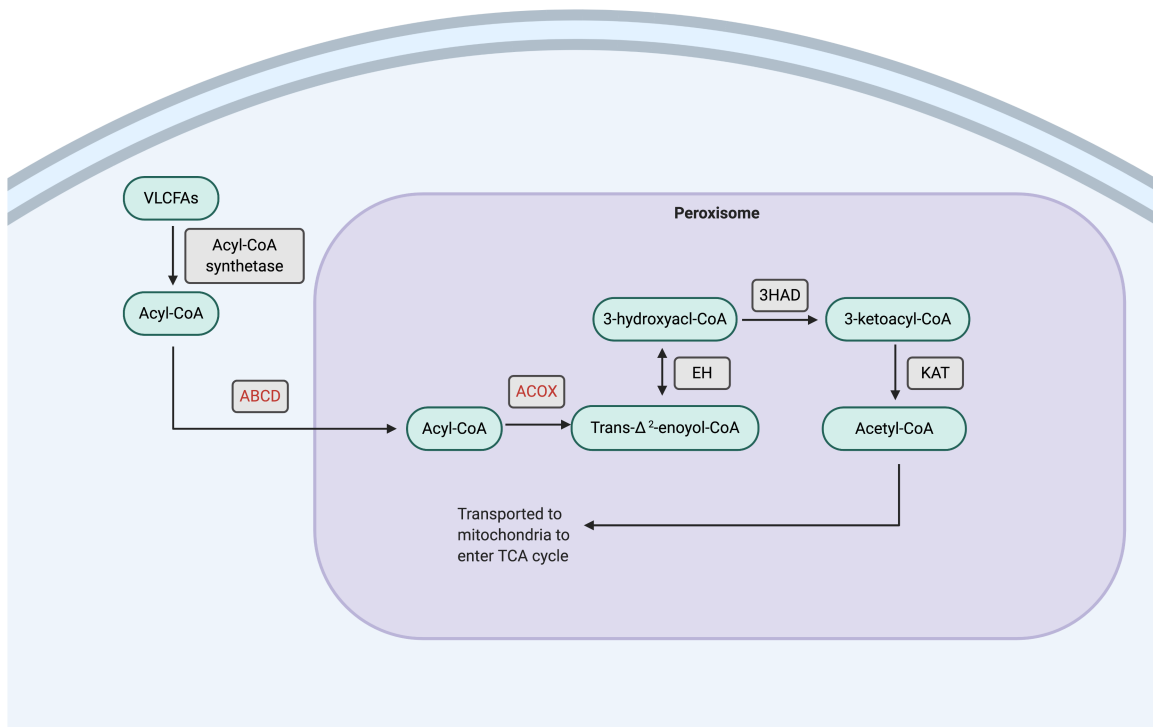 VLCFAs
Peroxisome
Acyl-CoA
synthetase
Acyl-CoA
3HAD
3-hydroxyacl-CoA
3-ketoacyl-CoA
EH
KAT
ABCD
ACOX
Acyl-CoA
Trans-Δ²-enoyol-CoA
Acetyl-CoA
Transported to
mitochondria to
enter TCA cycle